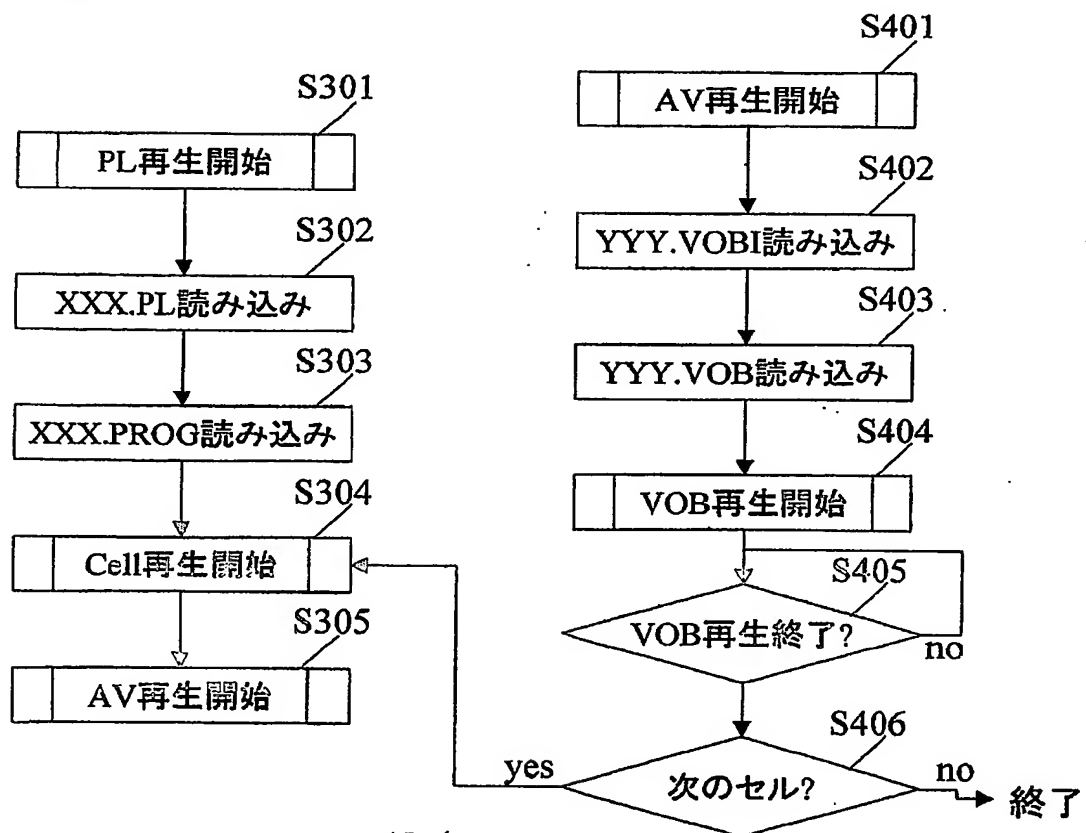 S301
PL再生開始
S302
XXX.PL読み込み
S303
XXX.PROG読み込み
S304
Cell再生開始
S305
AV再生開始
S401
AV再生開始
S402
YYY.VOBI読み込み
S403
YYY.VOB読み込み
S404
VOB再生開始
S405
VOB再生終了?
no
S406
次のセル?
yes
no
終了